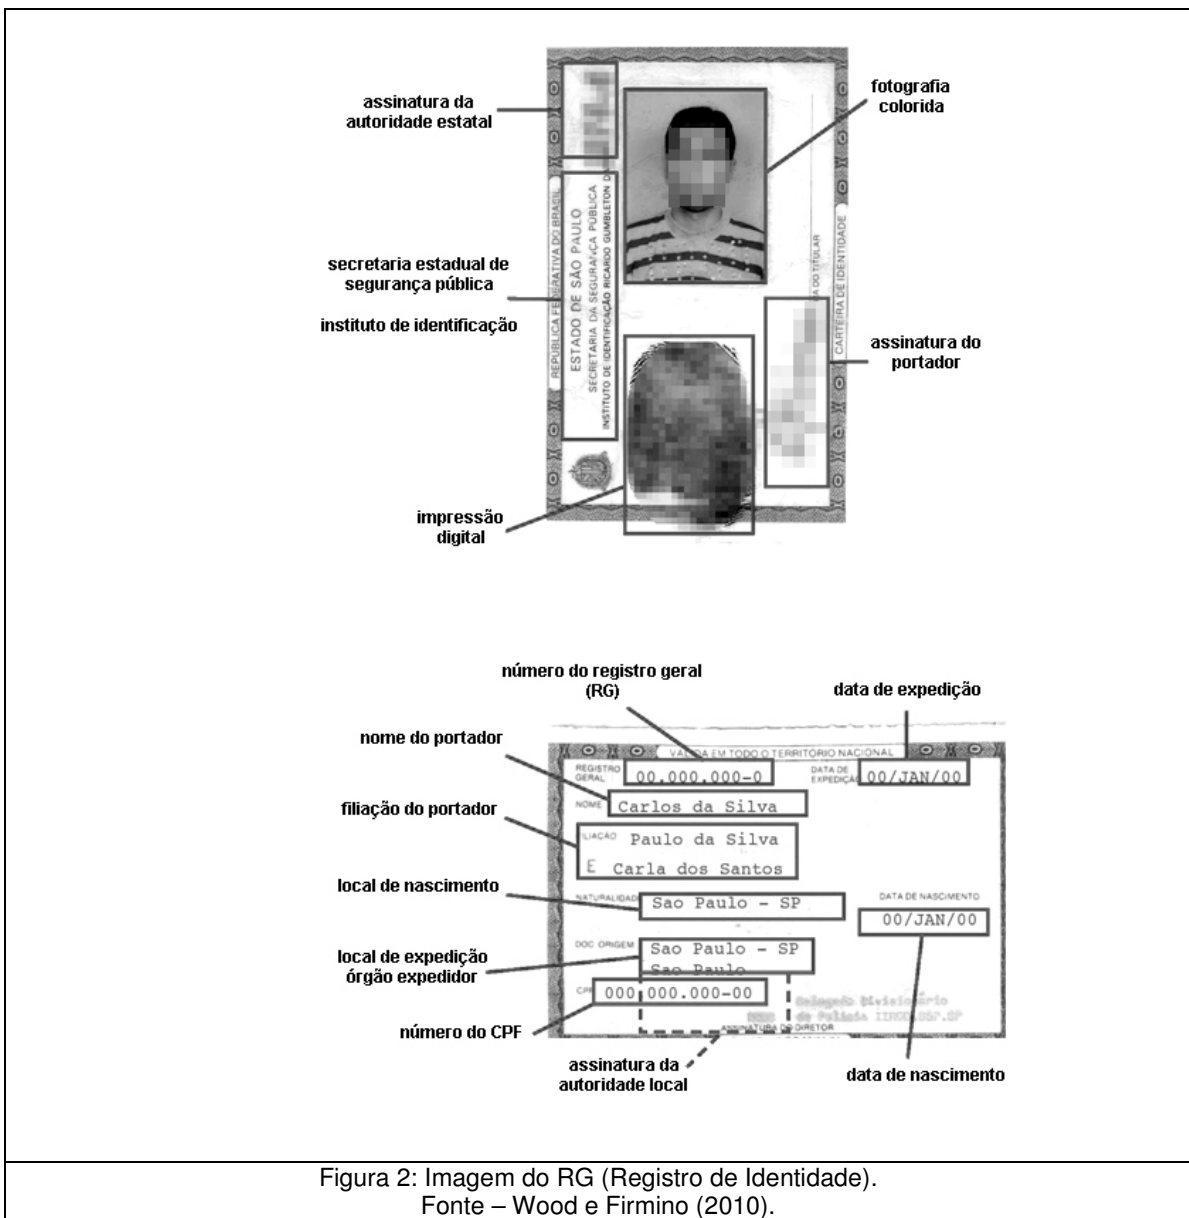 fotografia
colorida
assinatura da
autoridade estatal
secretaria estadual de
segurança pública
instituto de identificação
assinatura do
portador
impressão
digital
REPÚBLICA FEDERATIVA DO BRASIL
ESTADO DE SÃO PAULO
SECRETARIA DA SEGURANÇA PÚBLICA
INSTITUTO DE IDENTIFICAÇÃO RICARDO GUMBLETON
DO TITULAR
CARTEIRA DE IDENTIDADE
número do registro geral
(RG)
data de expedição
nome do portador
filiação do portador
local de nascimento
local de expedição
órgão expedidor
número do CPF
assinatura da
autoridade local
data de nascimento
VÁLIDA EM TODO O TERRITÓRIO NACIONAL
REGISTRO
GERAL
00.000.000-0
DATA DE
EXPEDIÇÃO
00/JAN/00
NOME
Carlos da Silva
ILIAÇÃO
Paulo da Silva
E Carla dos Santos
NATURALIDADE
Sao Paulo - SP
DATA DE NASCIMENTO
00/JAN/00
DOC ORIGEM
Sao Paulo - SP
Sao Paulo
CPF
000 000.000-00
Delegado Divisionário
de Polícia
ASSINATURA DO DIRETOR
Figura 2: Imagem do RG (Registro de Identidade).
Fonte – Wood e Firmino (2010).